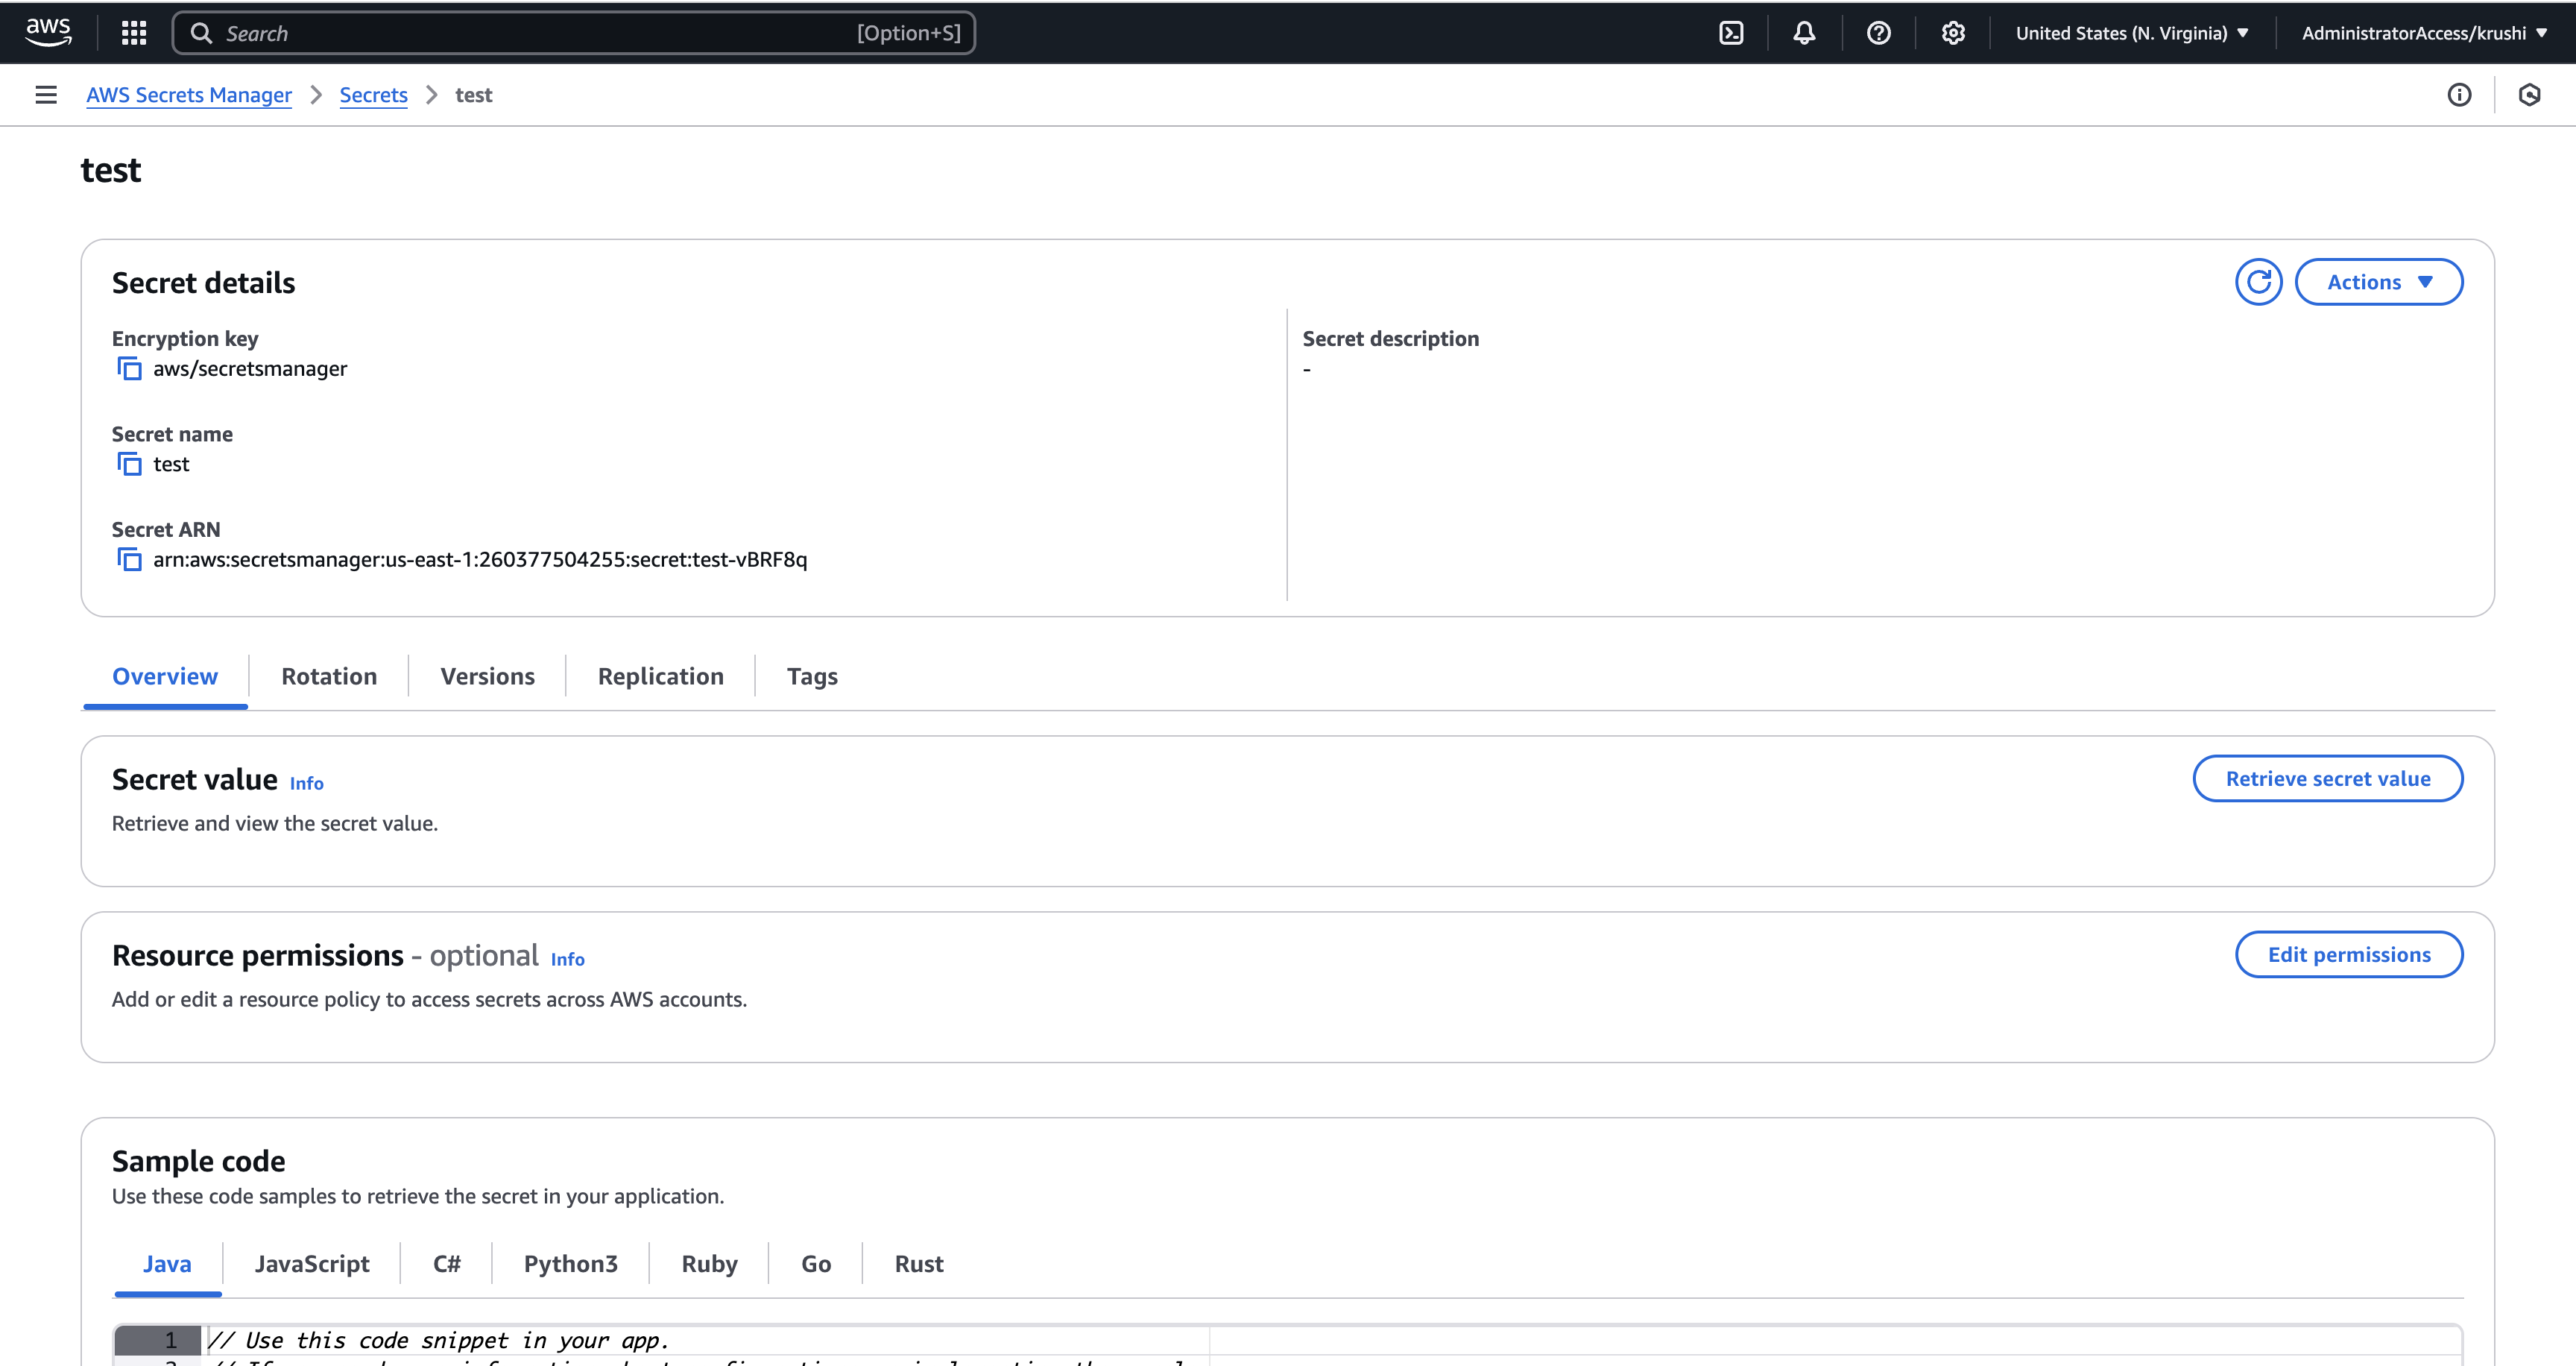 aws
Search [Option+S] United States (N. Virginia) AdministratorAccess/krushi
AWS Secrets Manager Secrets test
test
Secret details
Actions
Encryption key
aws/secretsmanager
Secret description
-
Secret name
test
Secret ARN
arn:aws:secretsmanager:us-east-1:260377504255:secret:test-vBRF8q
Overview Rotation Versions Replication Tags
Secret value Info
Retrieve secret value
Retrieve and view the secret value.
Resource permissions - optional Info
Edit permissions
Add or edit a resource policy to access secrets across AWS accounts.
Sample code
Use these code samples to retrieve the secret in your application.
Java JavaScript C# Python3 Ruby Go Rust
1 // Use this code snippet in your app.